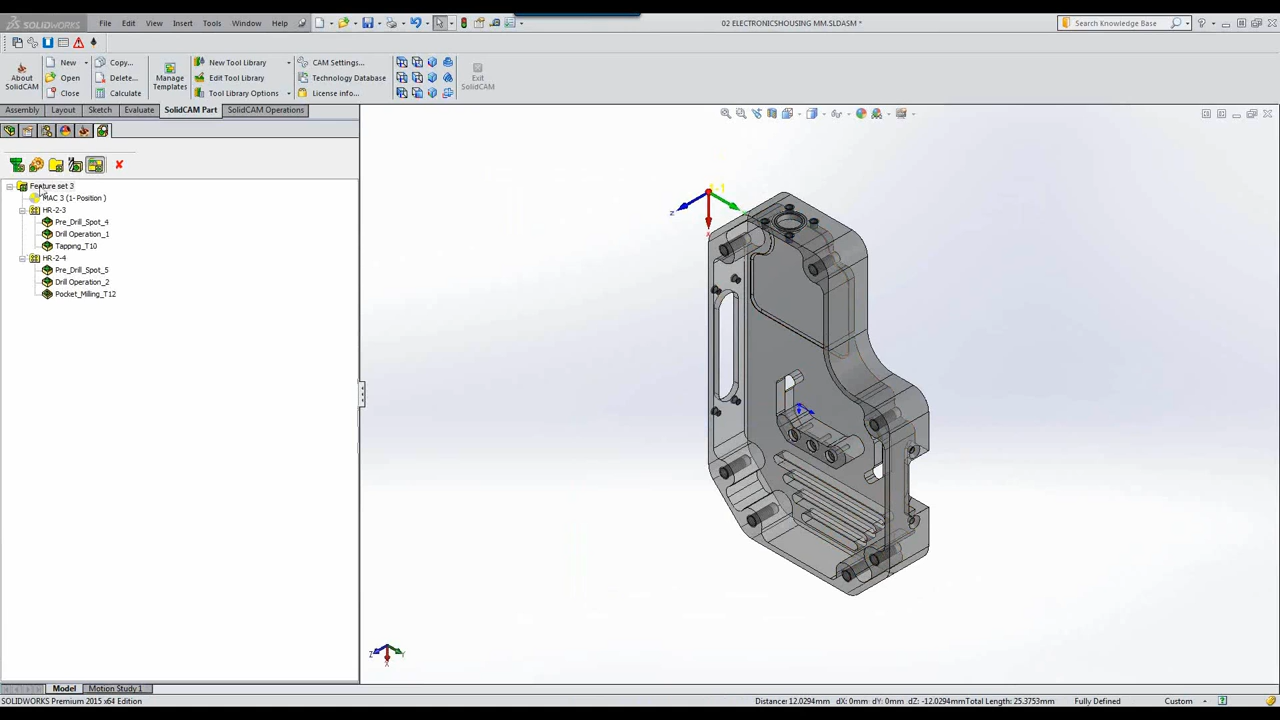 SOLIDWORKS File Edit View Insert Tools Window Help 02 ELECTRONICSHOUSING MM.SLDASM * Search Knowledge Base
New Copy... New Tool Library CAM Settings...
Open Delete... Edit Tool Library Technology Database
Close Calculate Tool Library Options License info...
About SolidCAM
Manage Templates
Exit SolidCAM
Assembly Layout Sketch Evaluate SolidCAM Part SolidCAM Operations
Feature set 3
MAC 3 (1- Position )
HR-2-3
Pre_Drill_Spot_4
Drill Operation_1
Tapping_T10
HR-2-4
Pre_Drill_Spot_5
Drill Operation_2
Pocket_Milling_T12
Z
X
Z Y
X
Model Motion Study 1
SOLIDWORKS Premium 2015 x64 Edition Distance: 12.0294mm dX: 0mm dY: 0mm dZ: -12.0294mm Total Length: 25.3753mm Fully Defined Custom